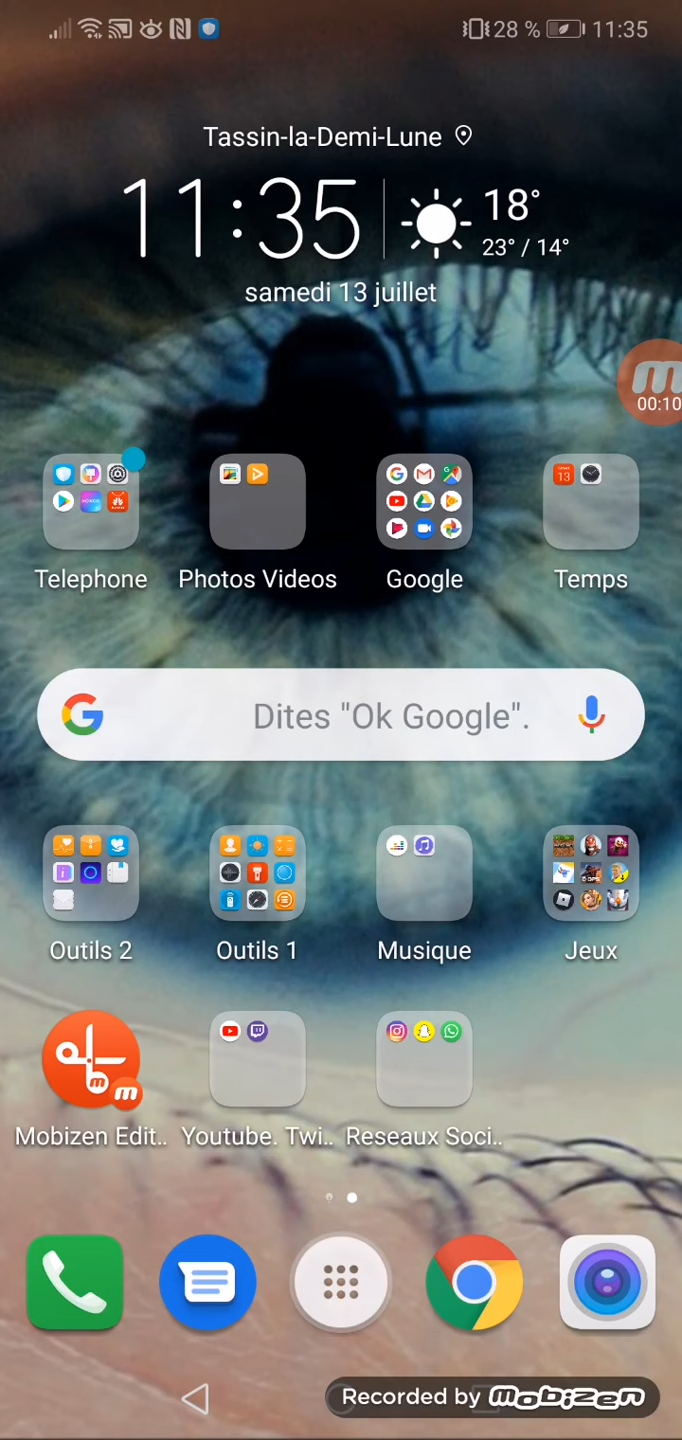 28 % 11:35
Tassin-la-Demi-Lune
11:35 18°
23° / 14°
samedi 13 juillet
00:10
Telephone Photos Videos Google Temps
Dites "Ok Google".
Outils 2 Outils 1 Musique Jeux
Mobizen Edit.. Youtube. Twi.. Reseaux Soci..
Recorded by mobizen